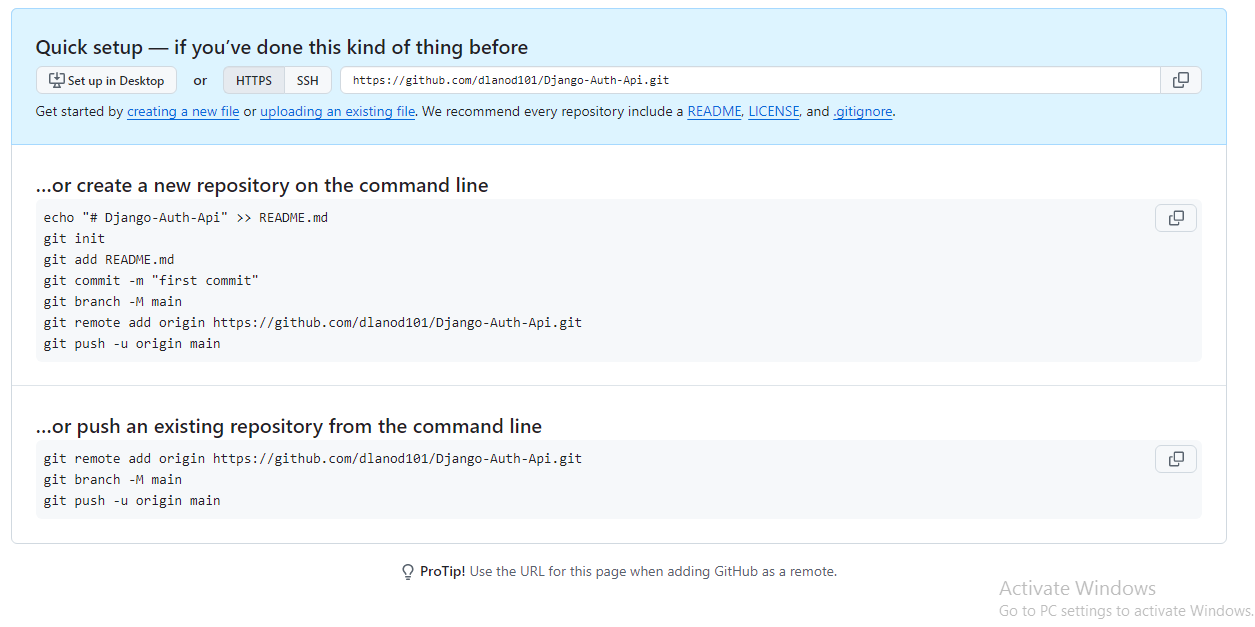 Quick setup — if you’ve done this kind of thing before
Set up in Desktop or HTTPS SSH https://github.com/dlanod101/Django-Auth-Api.git
Get started by creating a new file or uploading an existing file. We recommend every repository include a README, LICENSE, and .gitignore.
…or create a new repository on the command line
echo "# Django-Auth-Api" >> README.md
git init
git add README.md
git commit -m "first commit"
git branch -M main
git remote add origin https://github.com/dlanod101/Django-Auth-Api.git
git push -u origin main
…or push an existing repository from the command line
git remote add origin https://github.com/dlanod101/Django-Auth-Api.git
git branch -M main
git push -u origin main
ProTip! Use the URL for this page when adding GitHub as a remote.
Activate Windows
Go to PC settings to activate Windows.